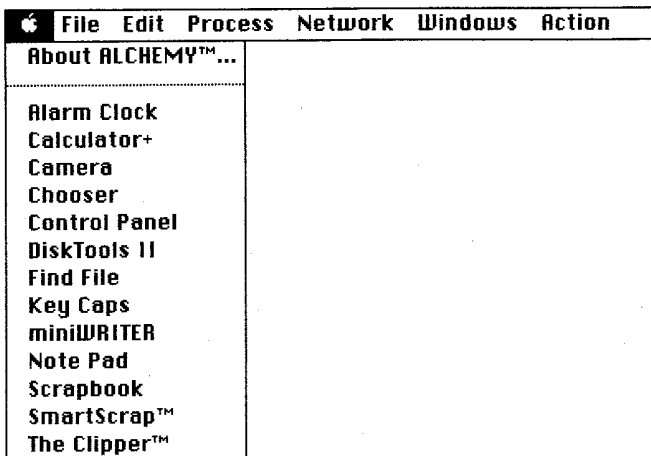 File Edit Process Network Windows Action
About ALCHEMY™...
Alarm Clock
Calculator+
Camera
Chooser
Control Panel
DiskTools II
Find File
Key Caps
miniWRITER
Note Pad
Scrapbook
SmartScrap™
The Clipper™